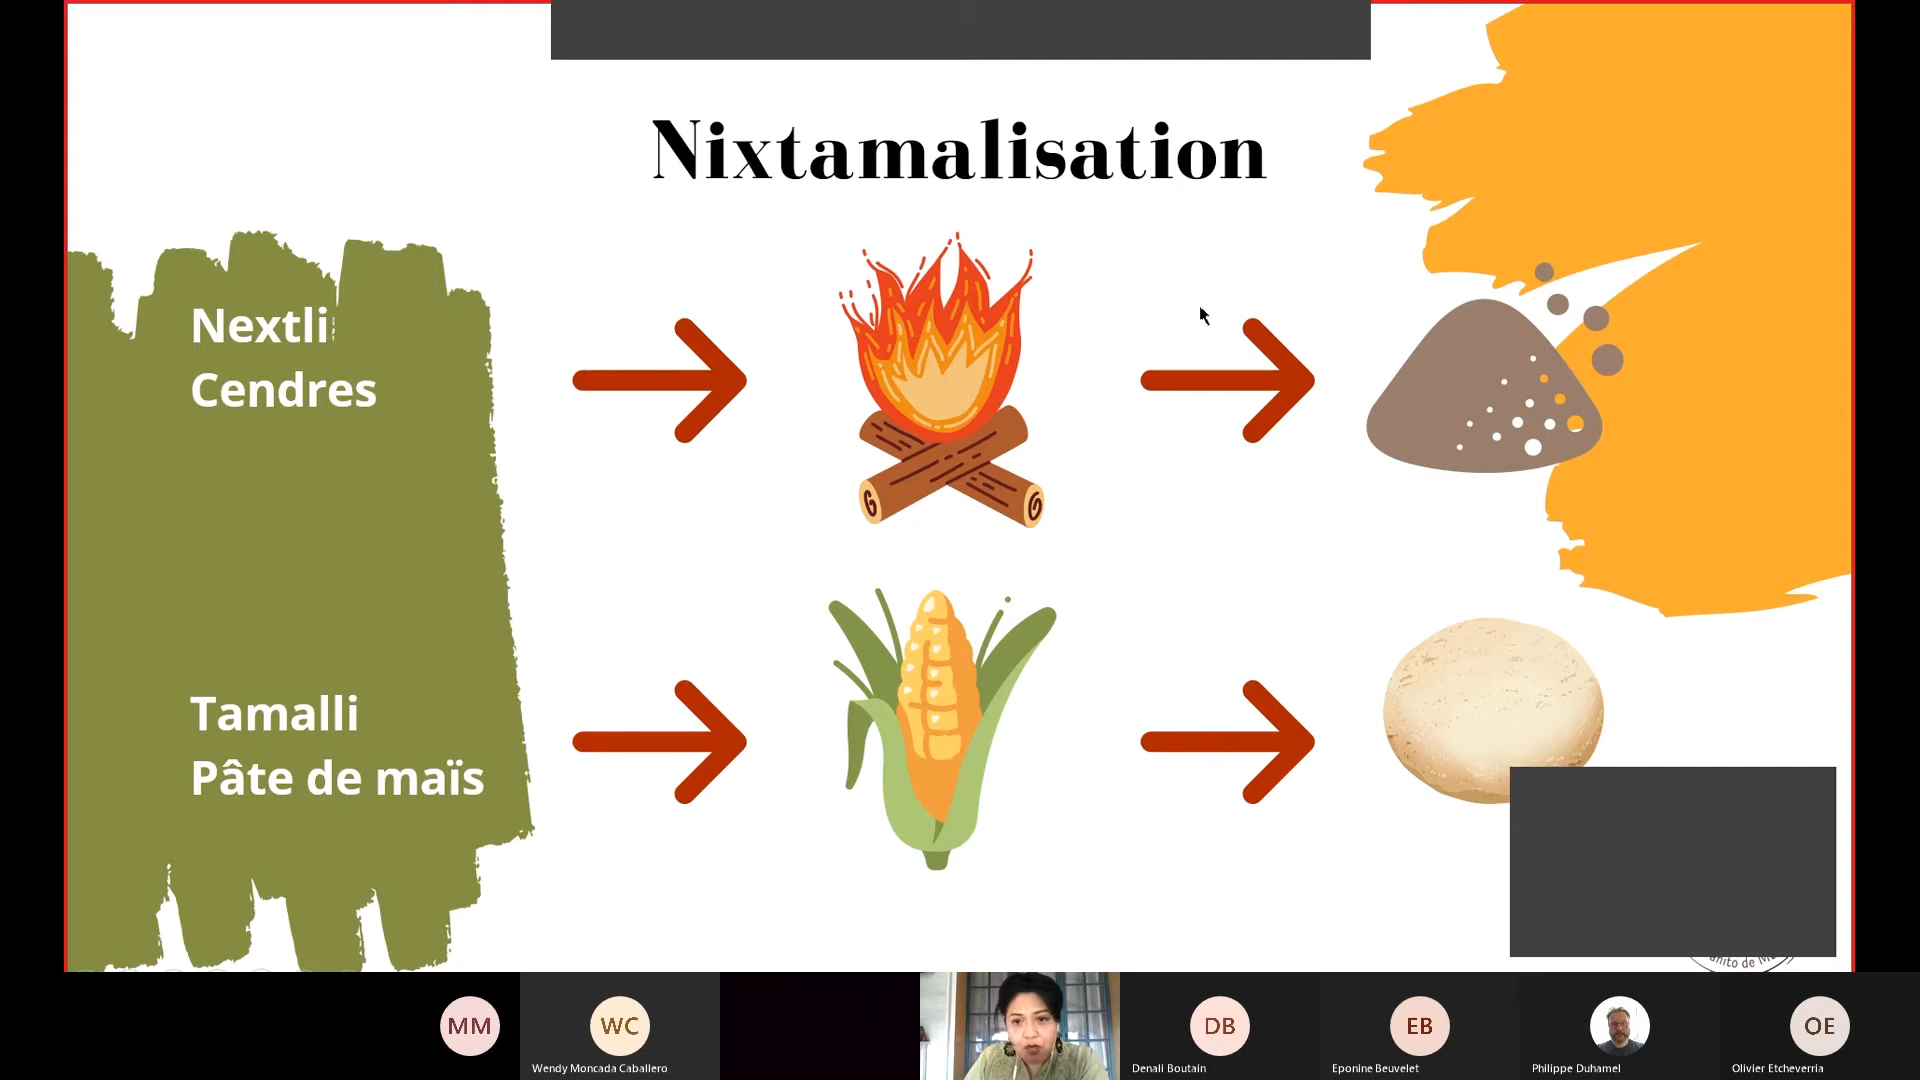 Nixtamalisation
Nextli
Cendres
Tamalli
Pâte de maïs
MM
WC
DB
EB
OE
Wendy Moncada Caballero
Denali Boutain
Eponine Beuvelet
Philippe Duhamel
Olivier Etcheverria